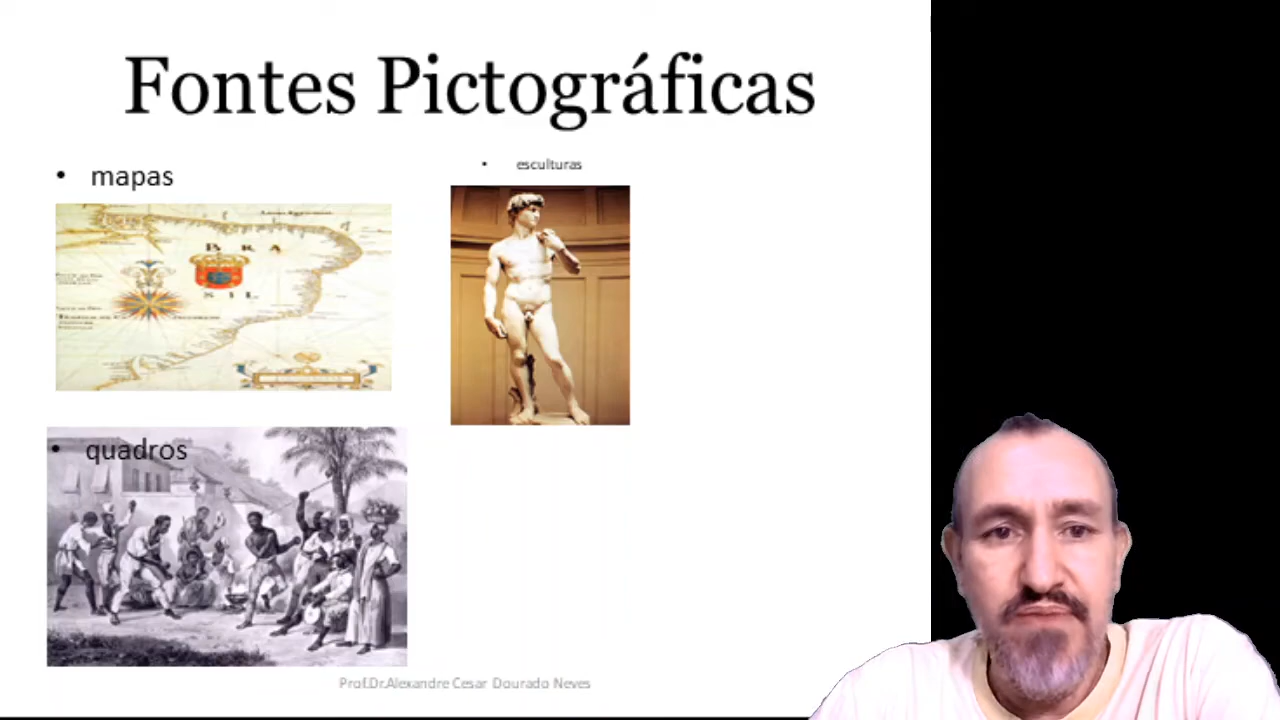 Fontes Pictográficas
• mapas
• esculturas
B R A
S I L
• quadros
Prof.Dr.Alexandre Cesar Dourado Neves